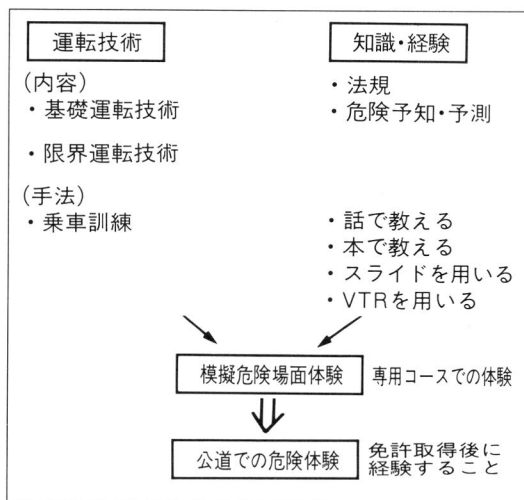 運転技術
(内容)
・基礎運転技術
・限界運転技術
(手法)
・乗車訓練
知識・経験
・法規
・危険予知・予測
・話で教える
・本で教える
・スライドを用いる
・VTRを用いる
模擬危険場面体験 専用コースでの体験
公道での危険体験 免許取得後に
経験すること